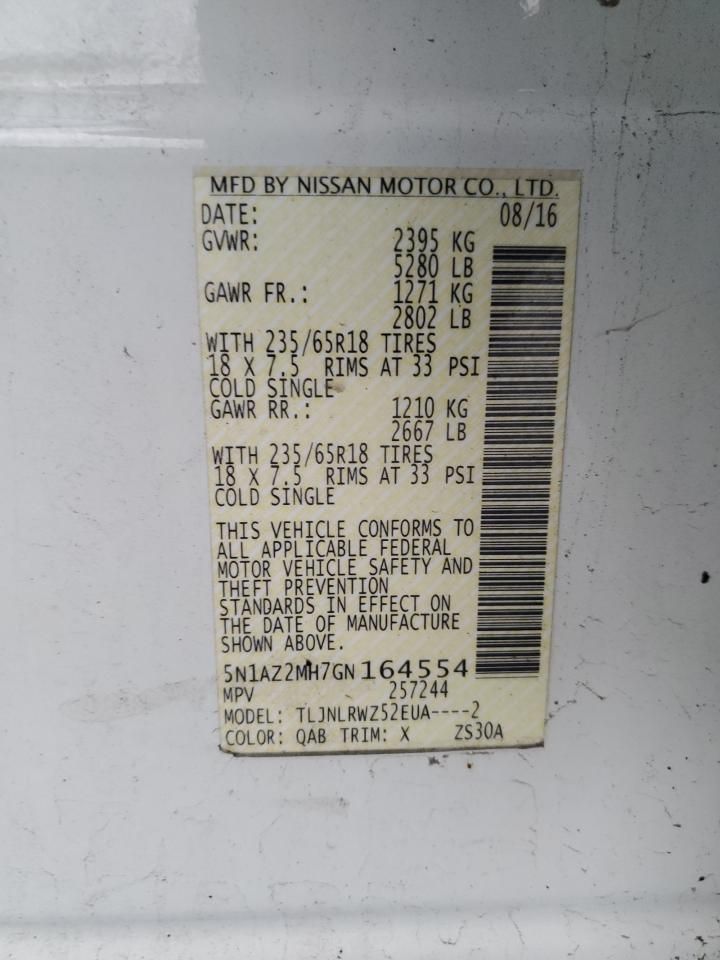 MFD BY NISSAN MOTOR CO., LTD.
DATE: 08/16
GVWR: 2395 KG
5280 LB
GAWR FR.: 1271 KG
2802 LB
WITH 235/65R18 TIRES
18 X 7.5 RIMS AT 33 PSI
COLD SINGLE
GAWR RR.: 1210 KG
2667 LB
WITH 235/65R18 TIRES
18 X 7.5 RIMS AT 33 PSI
COLD SINGLE
THIS VEHICLE CONFORMS TO
ALL APPLICABLE FEDERAL
MOTOR VEHICLE SAFETY AND
THEFT PREVENTION
STANDARDS IN EFFECT ON
THE DATE OF MANUFACTURE
SHOWN ABOVE.
5N1AZ2MH7GN164554
MPV 257244
MODEL: TLJNLRWZ52EUA----2
COLOR: QAB TRIM: X ZS30A